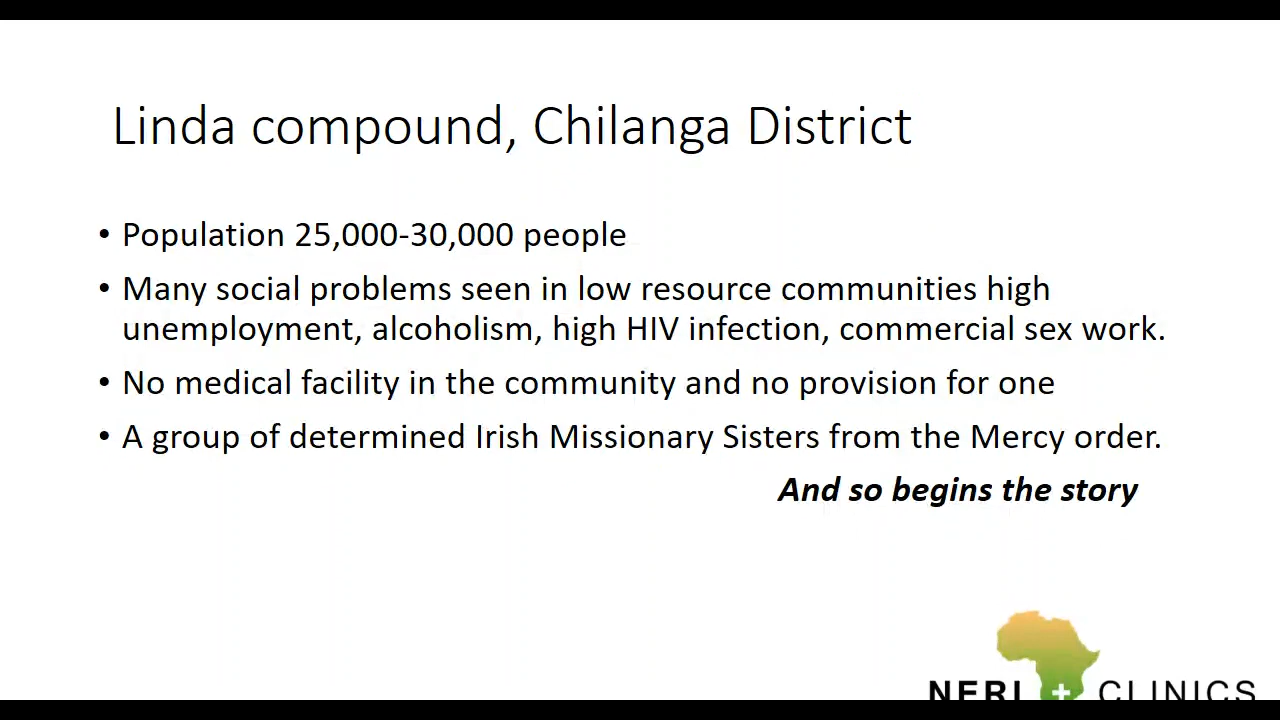 Linda compound, Chilanga District
• Population 25,000-30,000 people
• Many social problems seen in low resource communities high
unemployment, alcoholism, high HIV infection, commercial sex work.
• No medical facility in the community and no provision for one
• A group of determined Irish Missionary Sisters from the Mercy order.
And so begins the story
NERI + CLINICS